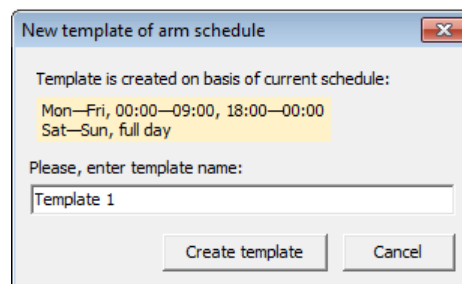 New template of arm schedule
Template is created on basis of current schedule:
Mon—Fri, 00:00—09:00, 18:00—00:00
Sat—Sun, full day
Please, enter template name:
Template 1
Create template
Cancel